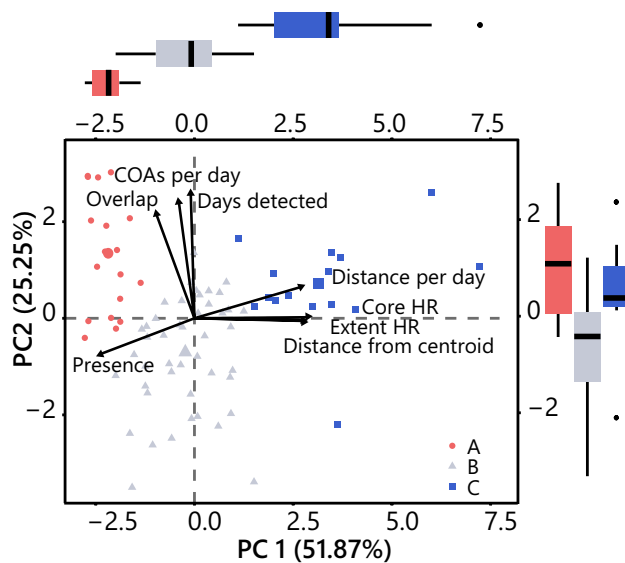 −2.5 0.0 2.5 5.0 7.5
COAs per day
Overlap
Days detected
2
2
Distance per day
Core HR
0
0
Extent HR
Distance from centroid
Presence
−2
−2
A
B
C
PC2 (25.25%)
−2.5 0.0 2.5 5.0 7.5
PC 1 (51.87%)